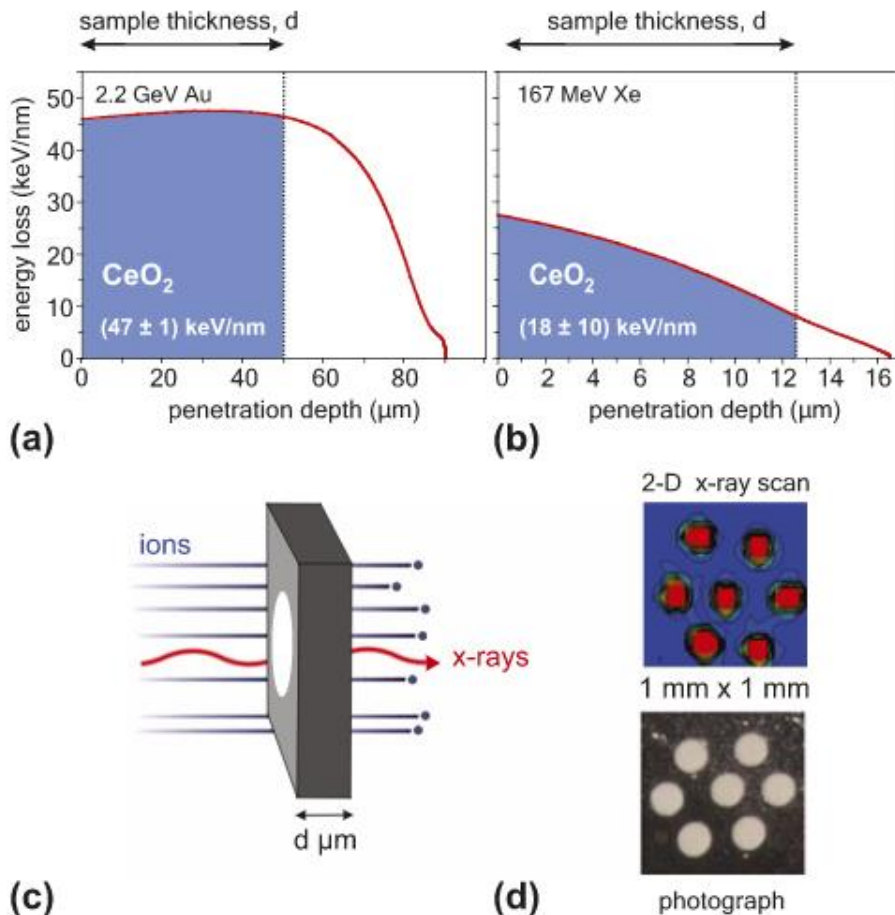 sample thickness, d
sample thickness, d
energy loss (keV/nm)
50
40
30
20
10
0
2.2 GeV Au
CeO₂
(47 ± 1) keV/nm
0 20 40 60 80
penetration depth (µm)
(a)
167 MeV Xe
CeO₂
(18 ± 10) keV/nm
0 2 4 6 8 10 12 14 16
penetration depth (µm)
(b)
ions
x-rays
d µm
(c)
2-D x-ray scan
1 mm x 1 mm
photograph
(d)